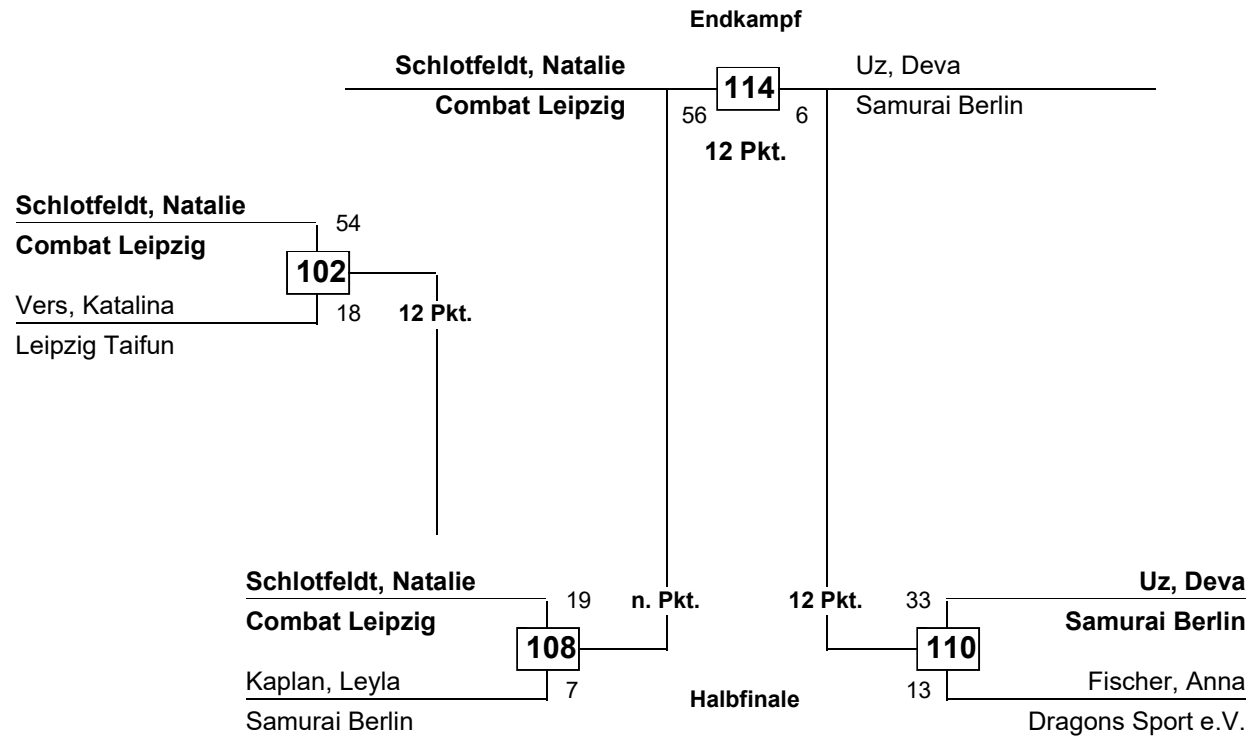 Endkampf
Schlotfeldt, Natalie
Combat Leipzig
56
114
6
12 Pkt.
Uz, Deva
Samurai Berlin
Schlotfeldt, Natalie
Combat Leipzig
54
102
12 Pkt.
Vers, Katalina
Leipzig Taifun
18
Schlotfeldt, Natalie
Combat Leipzig
19
108
n. Pkt.
Kaplan, Leyla
Samurai Berlin
7
Halbfinale
12 Pkt.
33
Uz, Deva
Samurai Berlin
110
13
Fischer, Anna
Dragons Sport e.V.